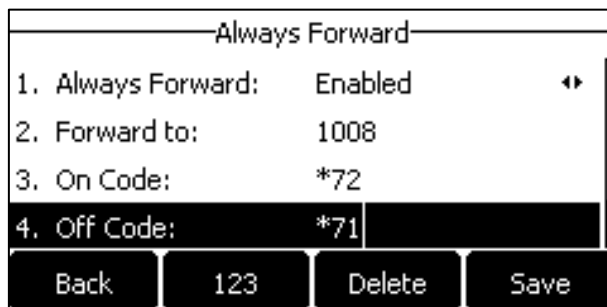 Always Forward
1. Always Forward: Enabled
2. Forward to: 1008
3. On Code: *72
4. Off Code: *71
Back 123 Delete Save